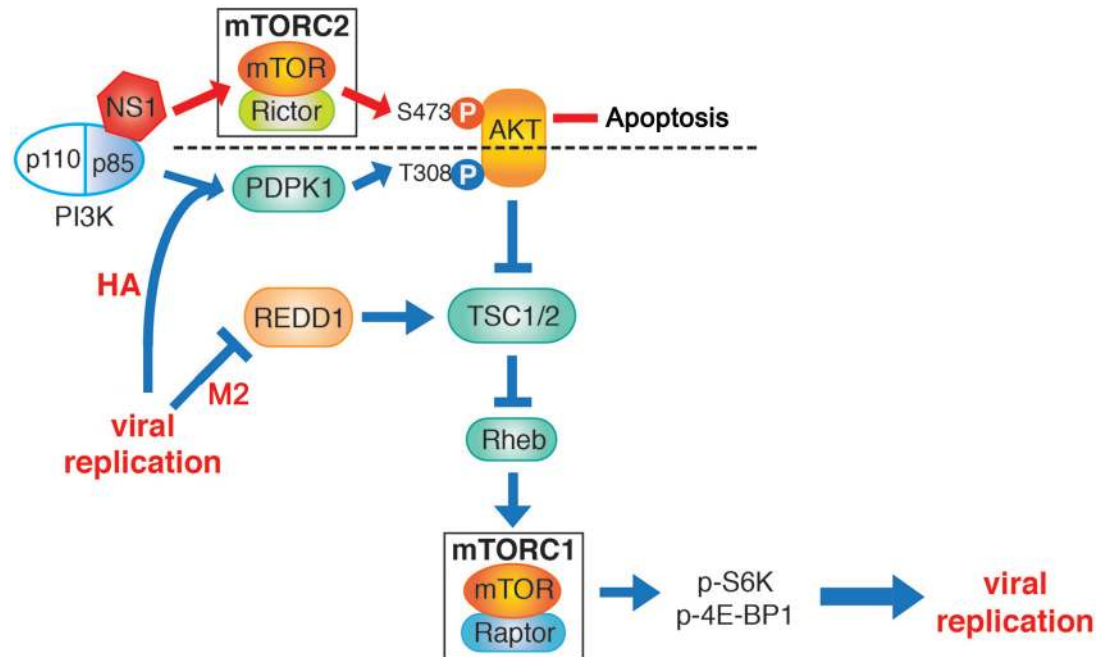 mTORC2
mTOR
Rictor
NS1
S473
P
AKT
Apoptosis
p110
p85
PI3K
PDPK1
T308
P
HA
REDD1
TSC1/2
M2
viral
replication
Rheb
mTORC1
mTOR
Raptor
p-S6K
p-4E-BP1
viral
replication